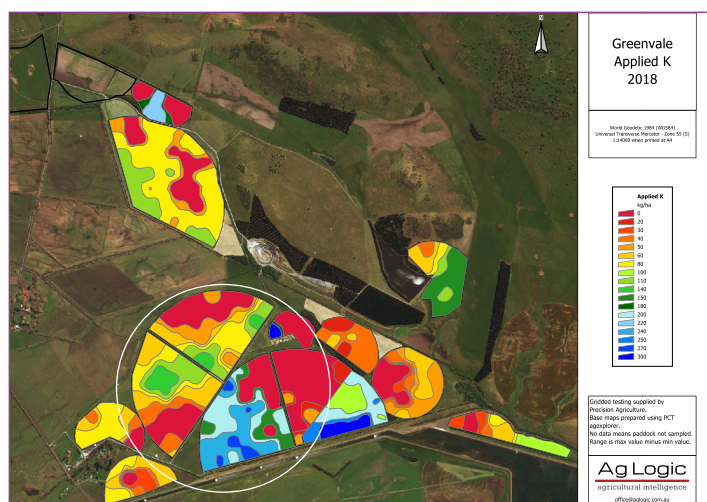 N
Greenvale
Applied K
2018
World Geodetic 1984 (WGS84)
Universal Transverse Mercator - Zone 55 (S)
1:14000 when printed at A4
Applied K
kg/ha
0
20
30
40
50
60
80
100
110
140
150
180
200
220
240
250
270
300
Gridded testing supplied by
Precision Agriculture.
Base maps prepared using PCT
agexplorer.
No data means paddock not sampled.
Range is max value minus min value.
Ag Logic
agricultural intelligence
office@aglogic.com.au